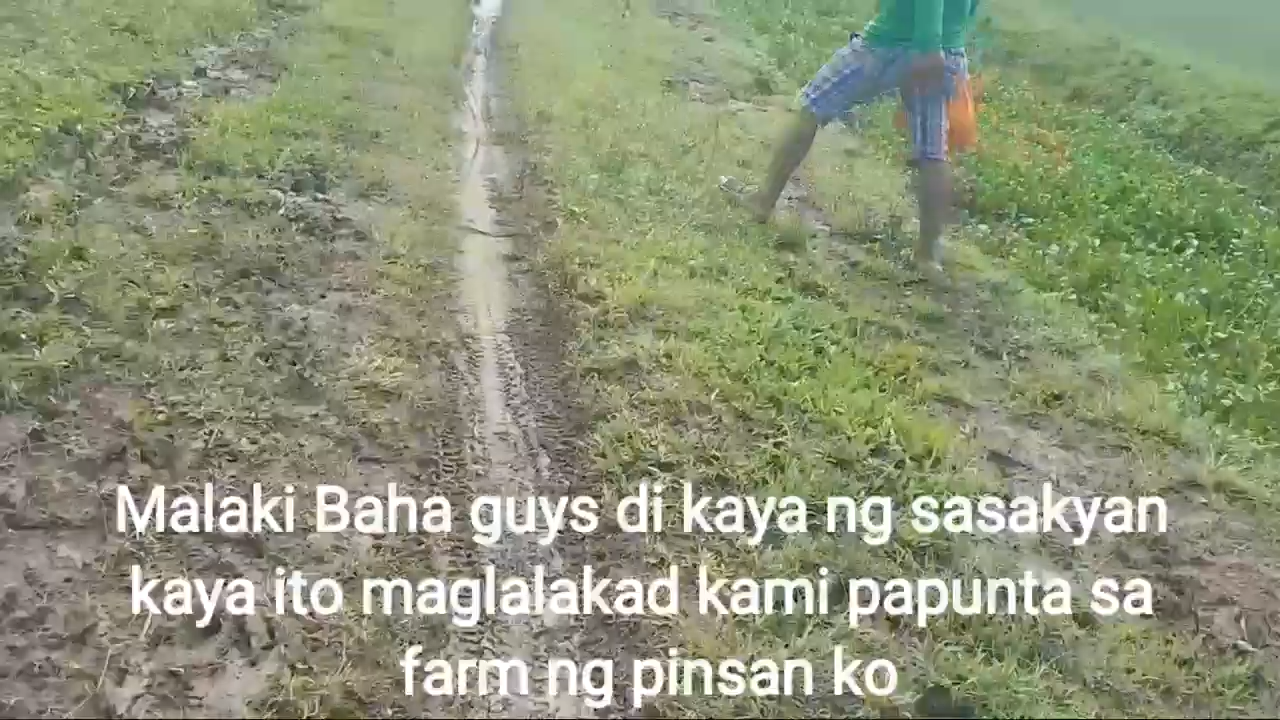 Malaki Baha guys di kaya ng sasakyan
kaya ito maglalakad kami papunta sa
farm ng pinsan ko